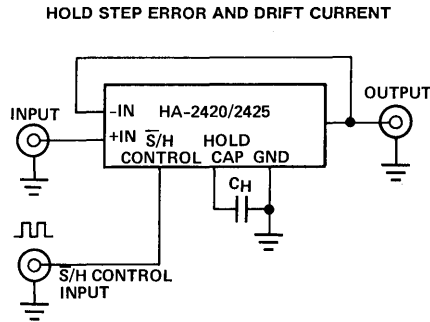 HOLD STEP ERROR AND DRIFT CURRENT
OUTPUT
INPUT
-IN
HA-2420/2425
+IN
S̅/H
CONTROL
HOLD
CAP
GND
CH
S̅/H CONTROL
INPUT